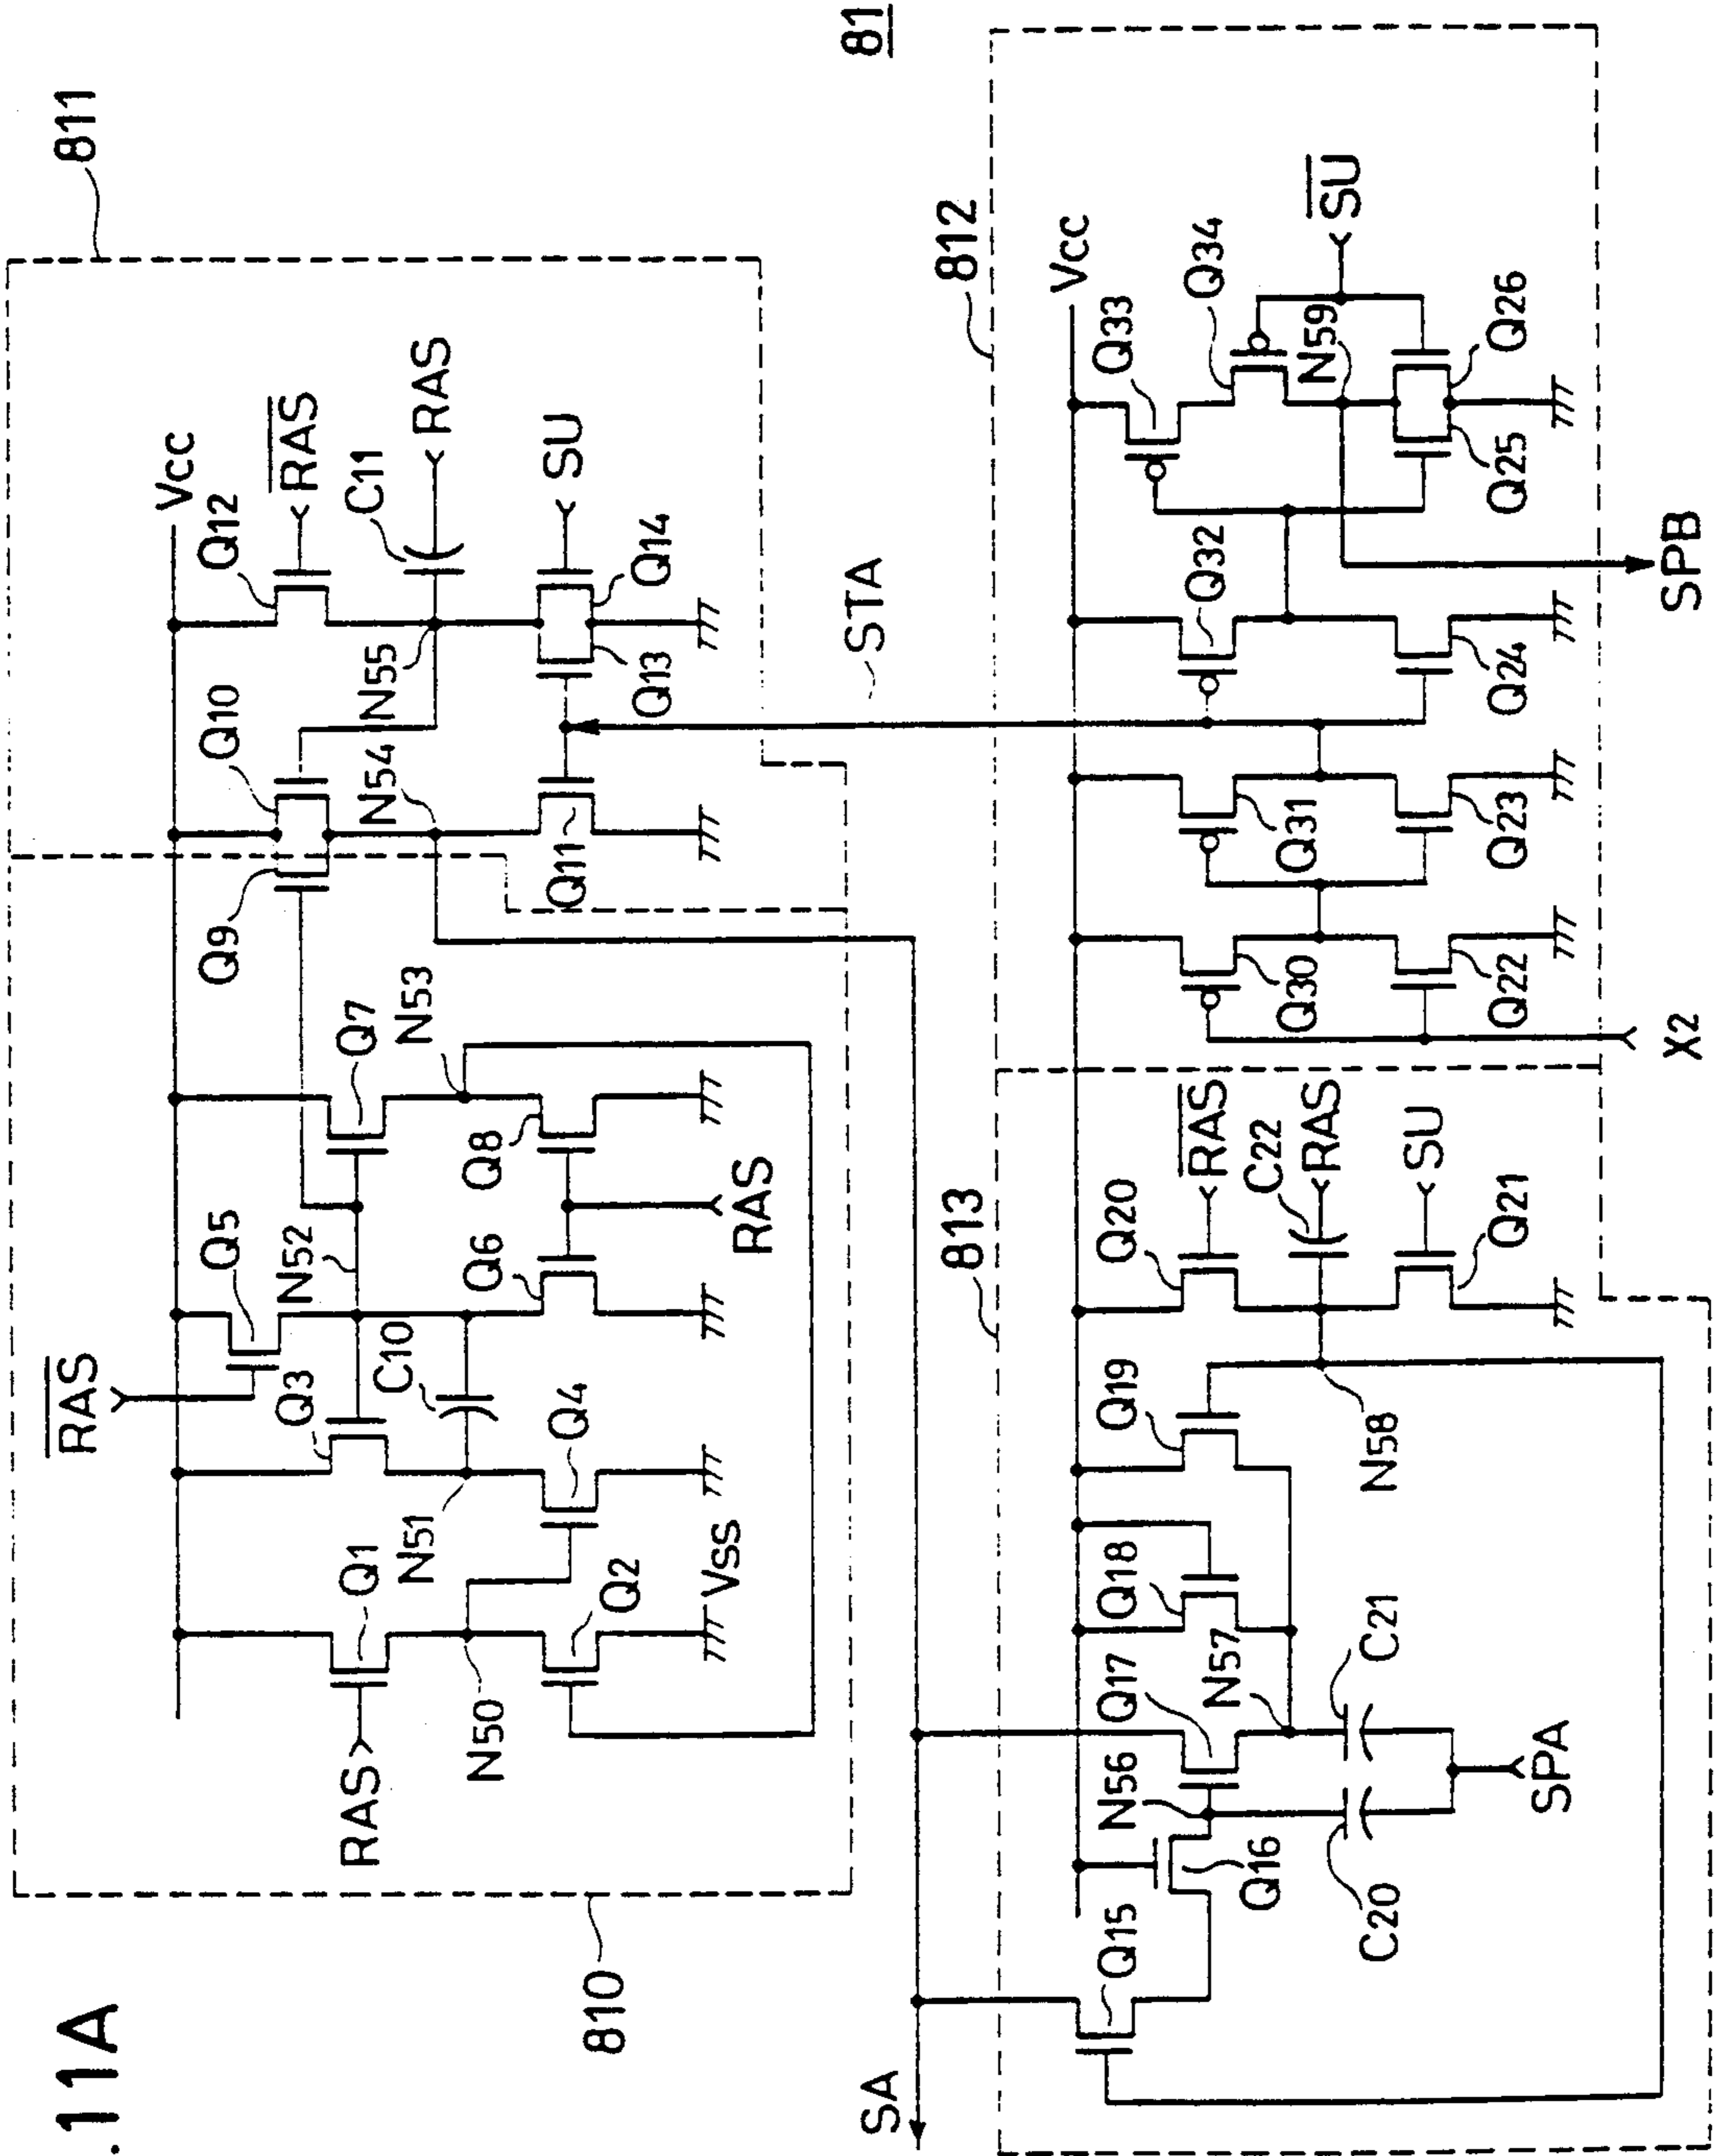 .11A
811
810
VCC
RAS
Q5
Q3
N52
Q1
RAS
N51
C10
Q4
N50
Q2
VSS
Q6
Q7
N53
Q8
RAS
Q9
Q10
N54
N55
Q12
RAS
C11
RAS
Q11
Q13
Q14
SU
STA
81
SA
813
Q15
Q16
N56
Q17
N57
Q18
Q19
N58
Q20
RAS
C22
RAS
SU
Q21
C20
C21
SPA
812
VCC
Q30
Q22
X2
Q31
Q23
Q32
Q24
Q33
Q34
N59
SU
Q25
Q26
SPB